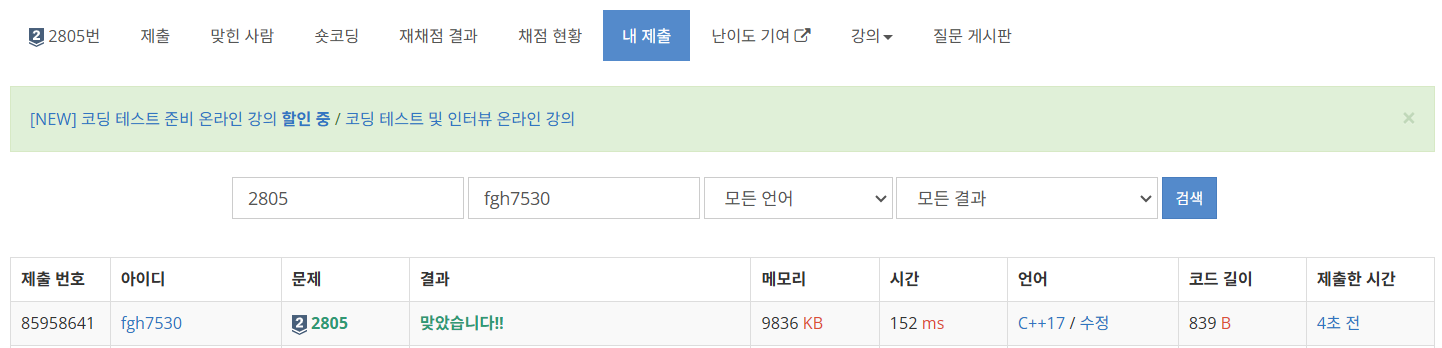 2 2805번 제출 맞힌 사람 숏코딩 재채점 결과 채점 현황 내 제출 난이도 기여 강의 질문 게시판
[NEW] 코딩 테스트 준비 온라인 강의 할인 중 / 코딩 테스트 및 인터뷰 온라인 강의 ×
2805 fgh7530 모든 언어 모든 결과 검색
제출 번호 아이디 문제 결과 메모리 시간 언어 코드 길이 제출한 시간
85958641 fgh7530 2 2805 맞았습니다!! 9836 KB 152 ms C++17 / 수정 839 B 4초 전